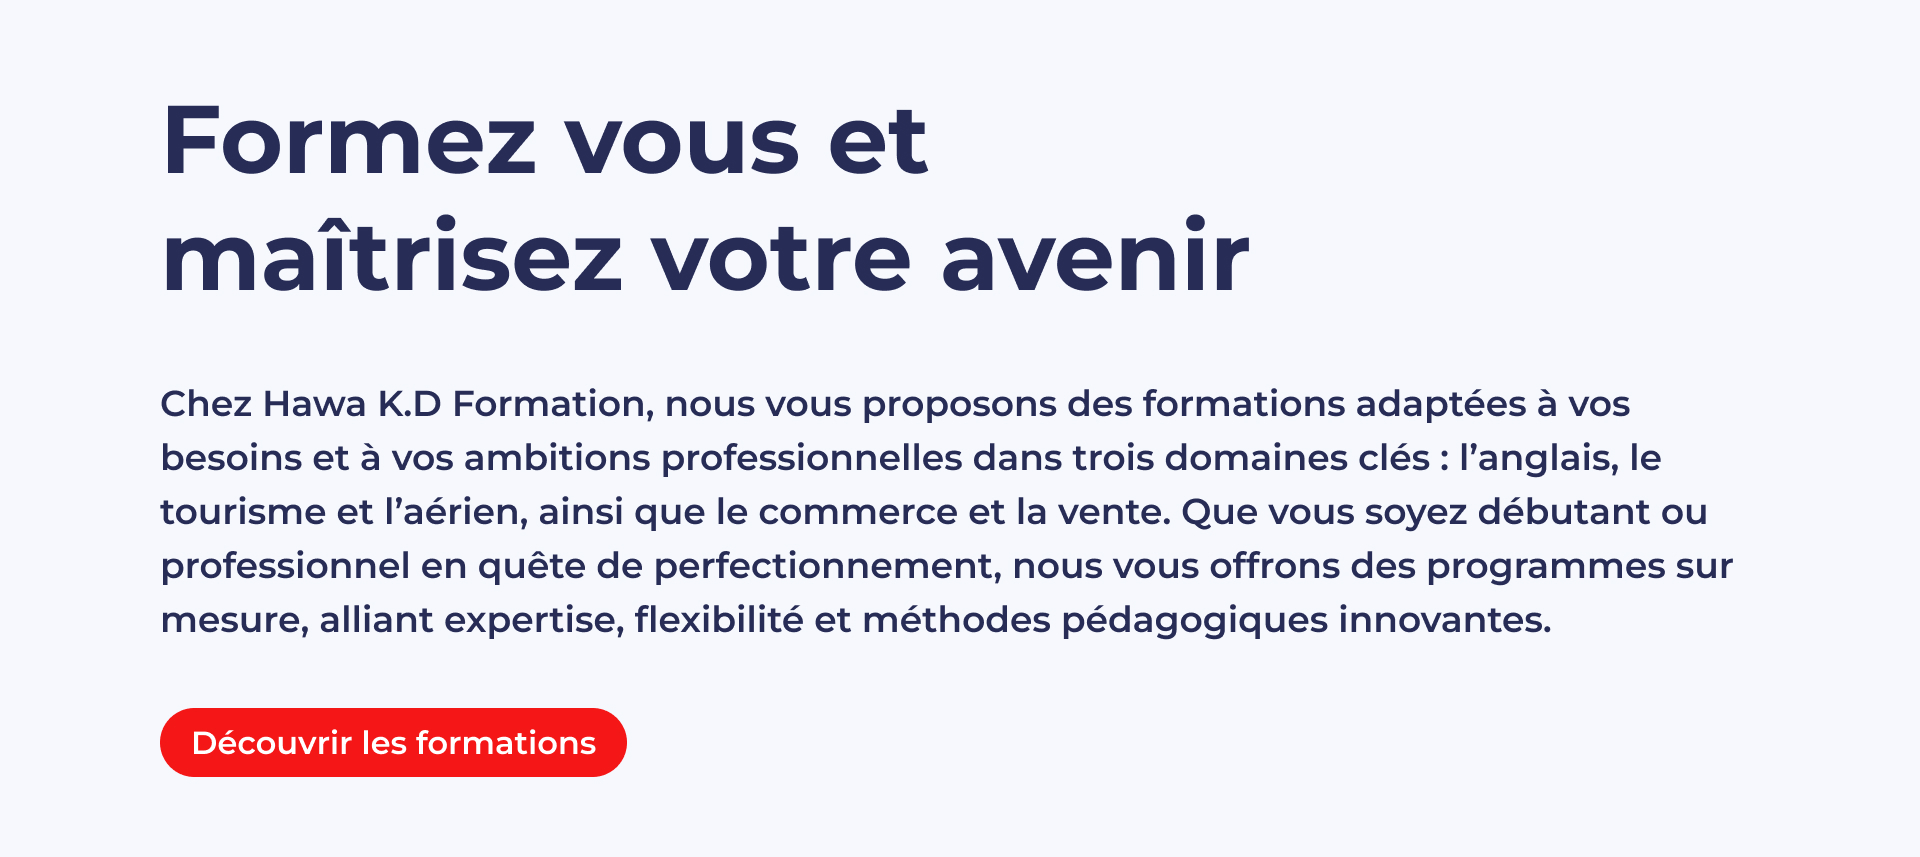 Formez vous et
maîtrisez votre avenir
Chez Hawa K.D Formation, nous vous proposons des formations adaptées à vos
besoins et à vos ambitions professionnelles dans trois domaines clés : l’anglais, le
tourisme et l’aérien, ainsi que le commerce et la vente. Que vous soyez débutant ou
professionnel en quête de perfectionnement, nous vous offrons des programmes sur
mesure, alliant expertise, flexibilité et méthodes pédagogiques innovantes.
Découvrir les formations